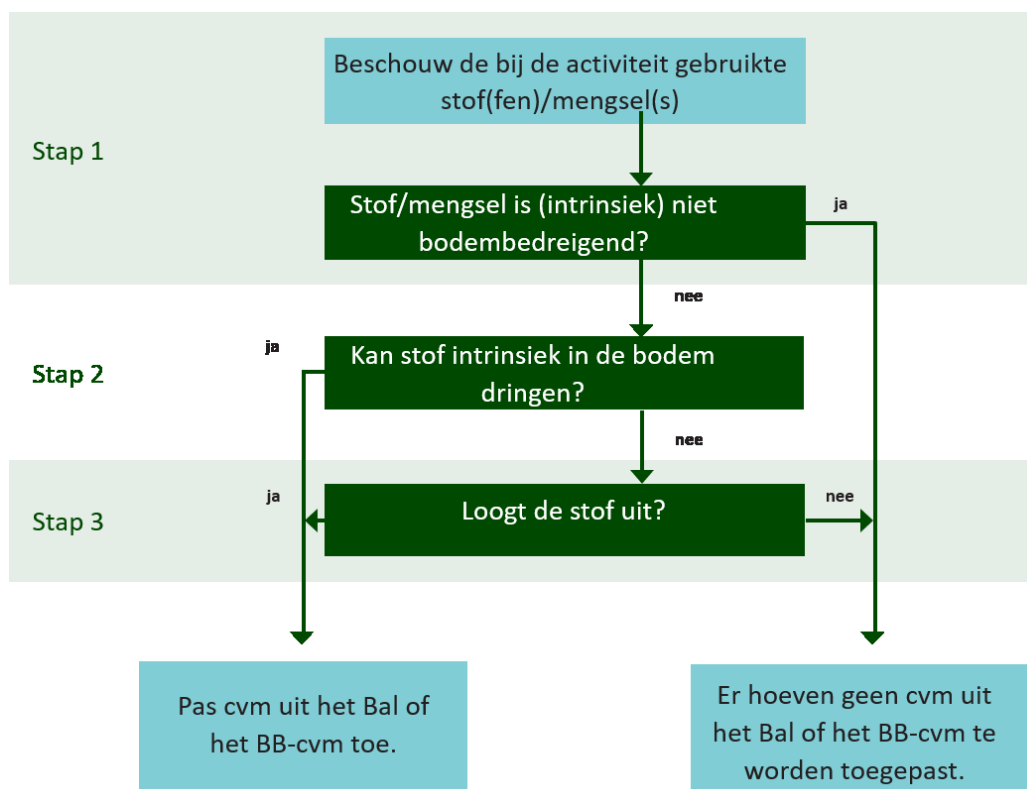 Beschouw de bij de activiteit gebruikte
stof(fen)/mengsel(s)
Stap 1
Stof/mengsel is (intrinsiek) niet
bodembedreigend?
ja
nee
ja
Stap 2
Kan stof intrinsiek in de bodem
dringen?
nee
ja
Stap 3
Loogt de stof uit?
nee
Pas cvm uit het Bal of
het BB-cvm toe.
Er hoeven geen cvm uit
het Bal of het BB-cvm te
worden toegepast.